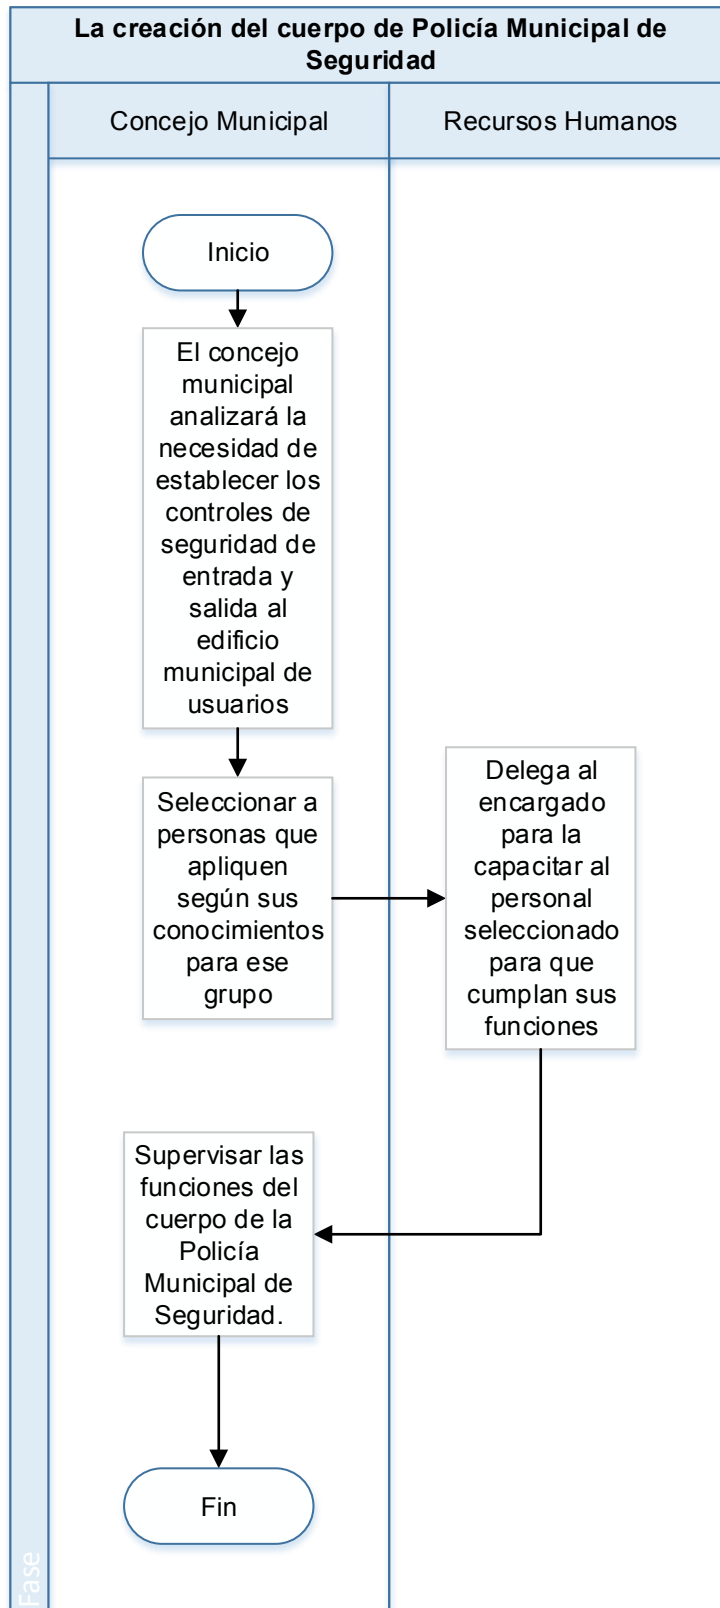 La creación del cuerpo de Policía Municipal de
Seguridad
Concejo Municipal
Recursos Humanos
Inicio
El concejo
municipal
analizará la
necesidad de
establecer los
controles de
seguridad de
entrada y
salida al
edificio
municipal de
usuarios
Seleccionar a
personas que
apliquen
según sus
conocimientos
para ese
grupo
Delega al
encargado
para la
capacitar al
personal
seleccionado
para que
cumplan sus
funciones
Supervisar las
funciones del
cuerpo de la
Policía
Municipal de
Seguridad.
Fin
Fase